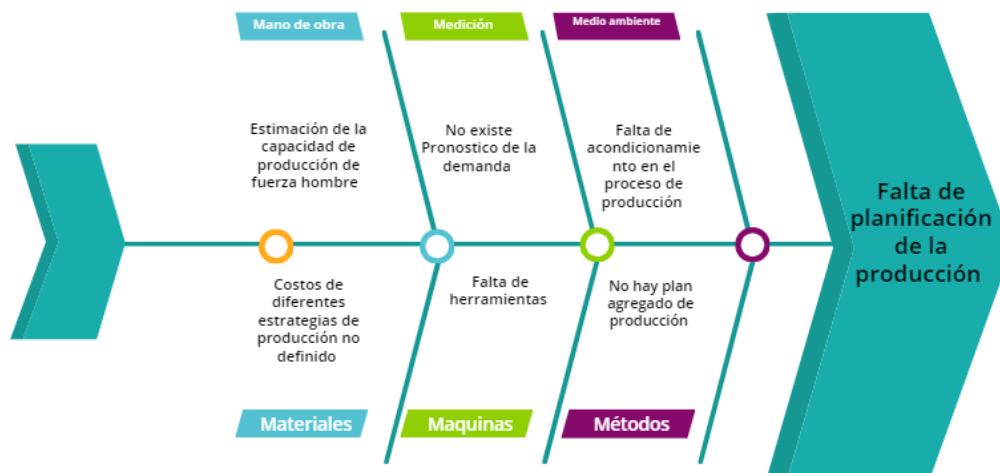 Mano de obra
Medición
Medio ambiente
Estimación de la
capacidad de
producción de
fuerza hombre
No existe
Pronostico de la
demanda
Falta de
acondicionamie
nto en el
proceso de
producción
Falta de
planificación
de la
producción
Costos de
diferentes
estrategias de
producción no
definido
Falta de
herramientas
No hay plan
agregado de
producción
Materiales
Maquinas
Métodos